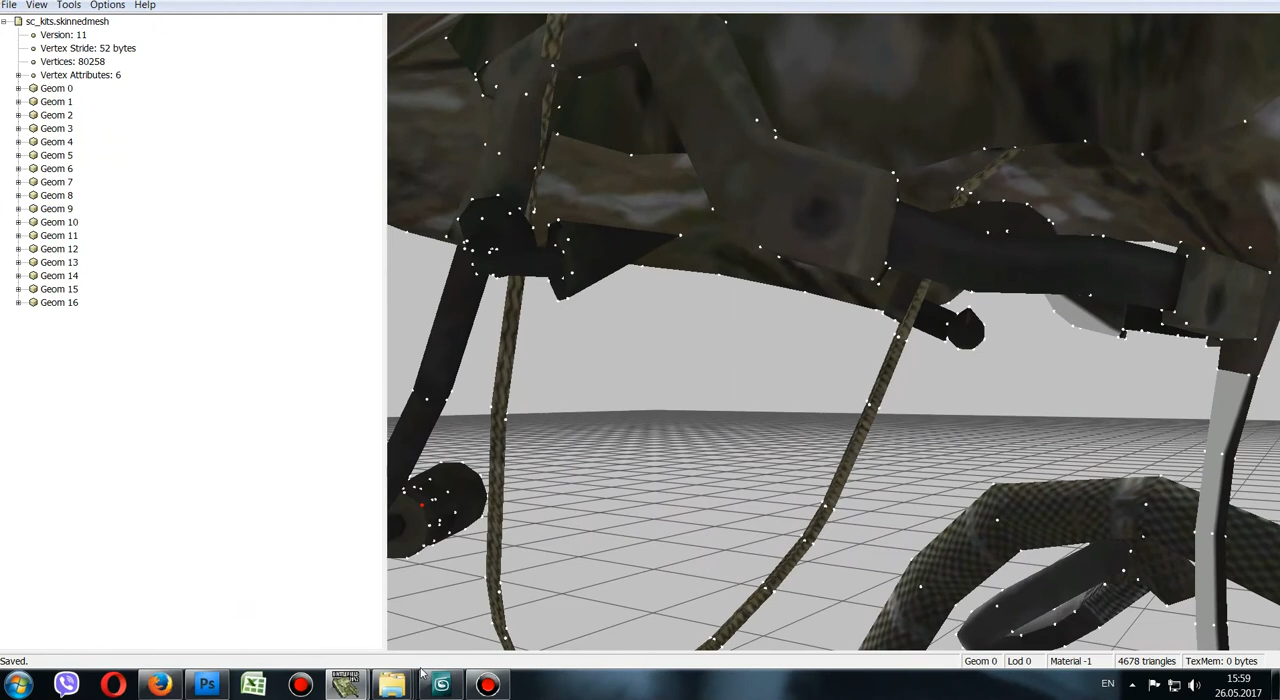 File View Tools Options Help
sc_kits.skinnedmesh
Version: 11
Vertex Stride: 52 bytes
Vertices: 80258
Vertex Attributes: 6
Geom 0
Geom 1
Geom 2
Geom 3
Geom 4
Geom 5
Geom 6
Geom 7
Geom 8
Geom 9
Geom 10
Geom 11
Geom 12
Geom 13
Geom 14
Geom 15
Geom 16
Saved. Geom 0 Lod 0 Material -1 4678 triangles TexMem: 0 bytes
Ps EN 15:59
26.05.2017